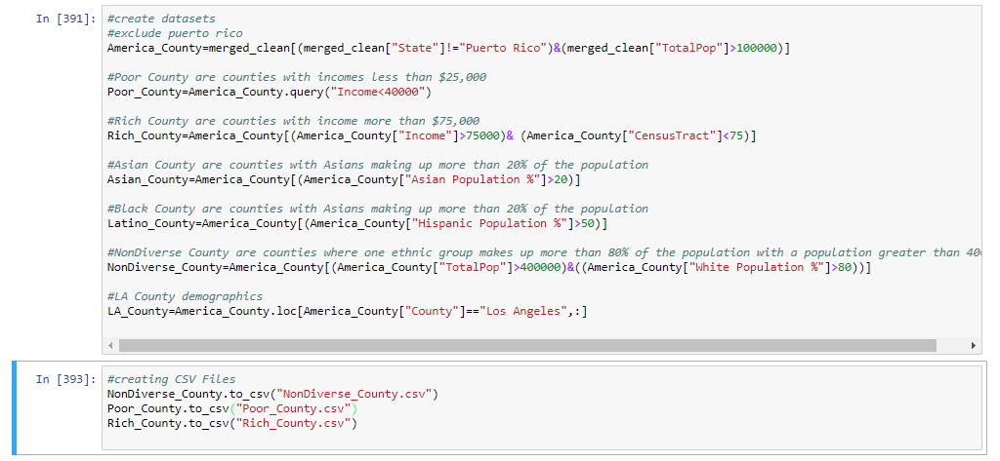 In [391]:
#create datasets
#exclude puerto rico
America_County=merged_clean[(merged_clean["State"]!="Puerto Rico")&(merged_clean["TotalPop"]>100000)]
#Poor County are counties with incomes less than $25,000
Poor_County=America_County.query("Income<40000")
#Rich County are counties with income more than $75,000
Rich_County=America_County[(America_County["Income"]>75000)& (America_County["CensusTract"]<75)]
#Asian County are counties with Asians making up more than 20% of the population
Asian_County=America_County[(America_County["Asian Population %"]>20)]
#Black County are counties with Asians making up more than 20% of the population
Latino_County=America_County[(America_County["Hispanic Population %"]>50)]
#NonDiverse County are counties where one ethnic group makes up more than 80% of the population with a population greater than 40
NonDiverse_County=America_County[(America_County["TotalPop"]>400000)&((America_County["White Population %"]>80))]
#LA County demographics
LA_County=America_County.loc[America_County["County"]=="Los Angeles",:]
In [393]:
#creating CSV Files
NonDiverse_County.to_csv("NonDiverse_County.csv")
Poor_County.to_csv("Poor_County.csv")
Rich_County.to_csv("Rich_County.csv")